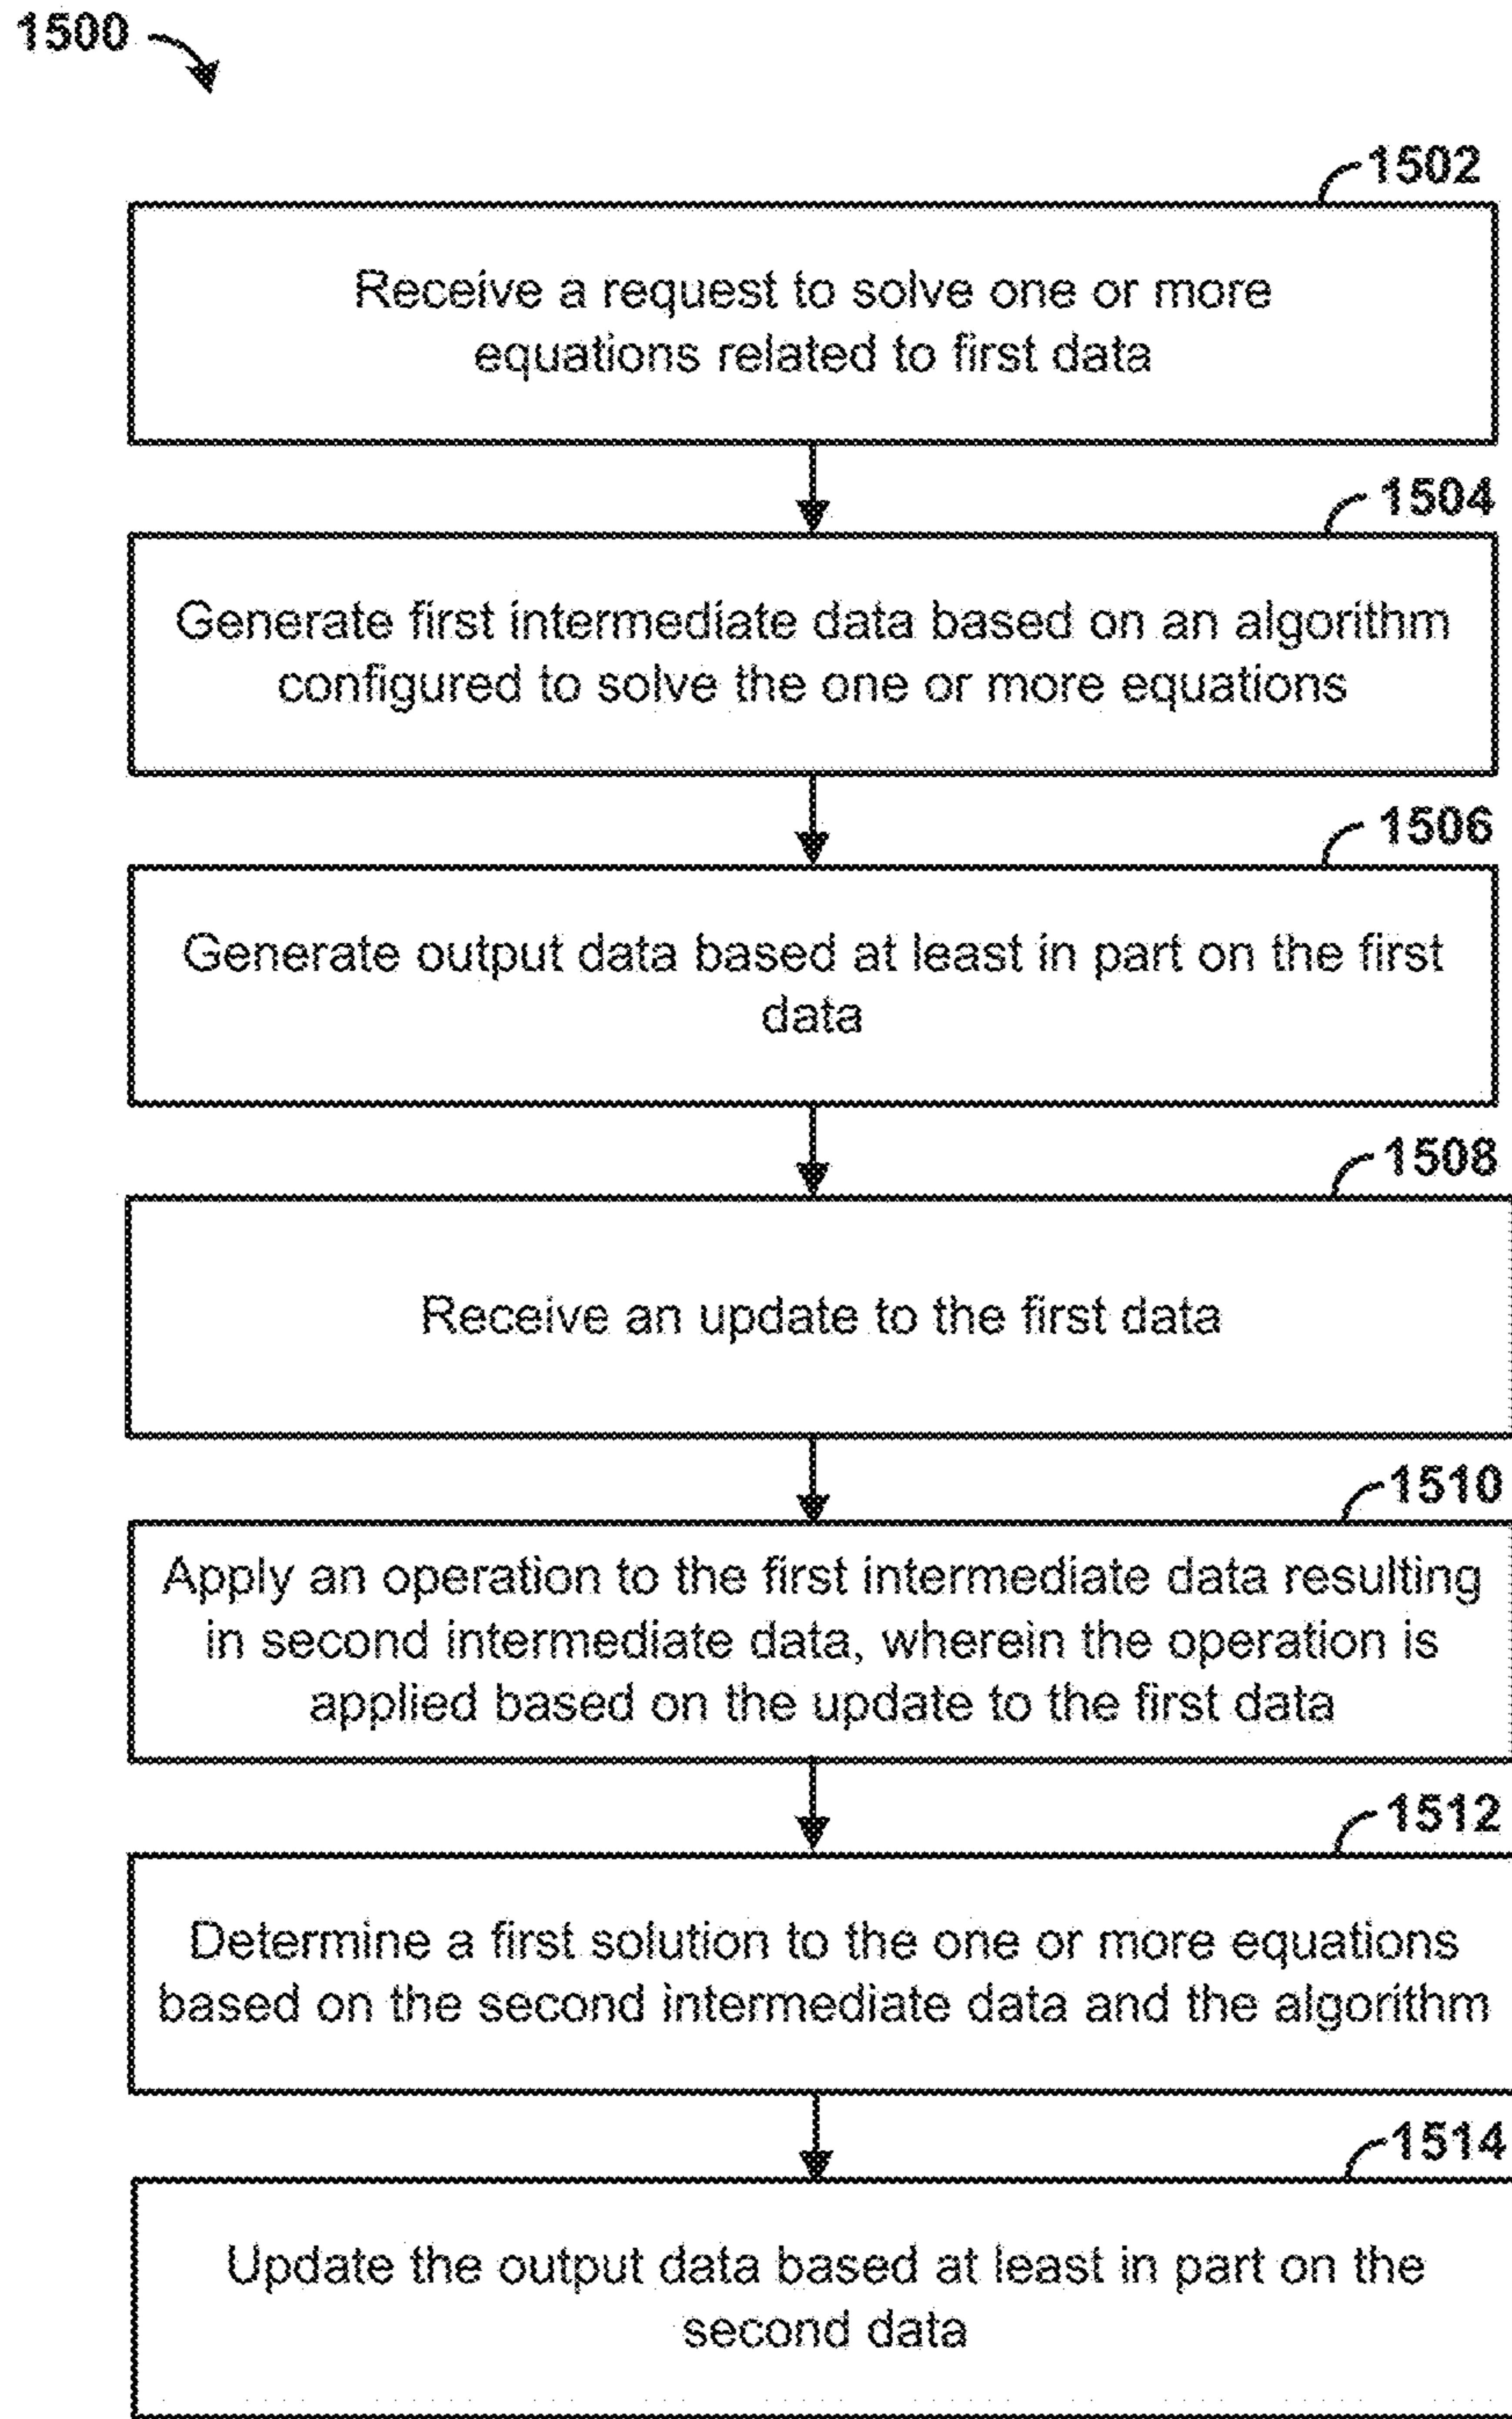 1500
1502
Receive a request to solve one or more
equations related to first data
1504
Generate first intermediate data based on an algorithm
configured to solve the one or more equations
1506
Generate output data based at least in part on the first
data
1508
Receive an update to the first data
1510
Apply an operation to the first intermediate data resulting
in second intermediate data, wherein the operation is
applied based on the update to the first data
1512
Determine a first solution to the one or more equations
based on the second intermediate data and the algorithm
1514
Update the output data based at least in part on the
second data